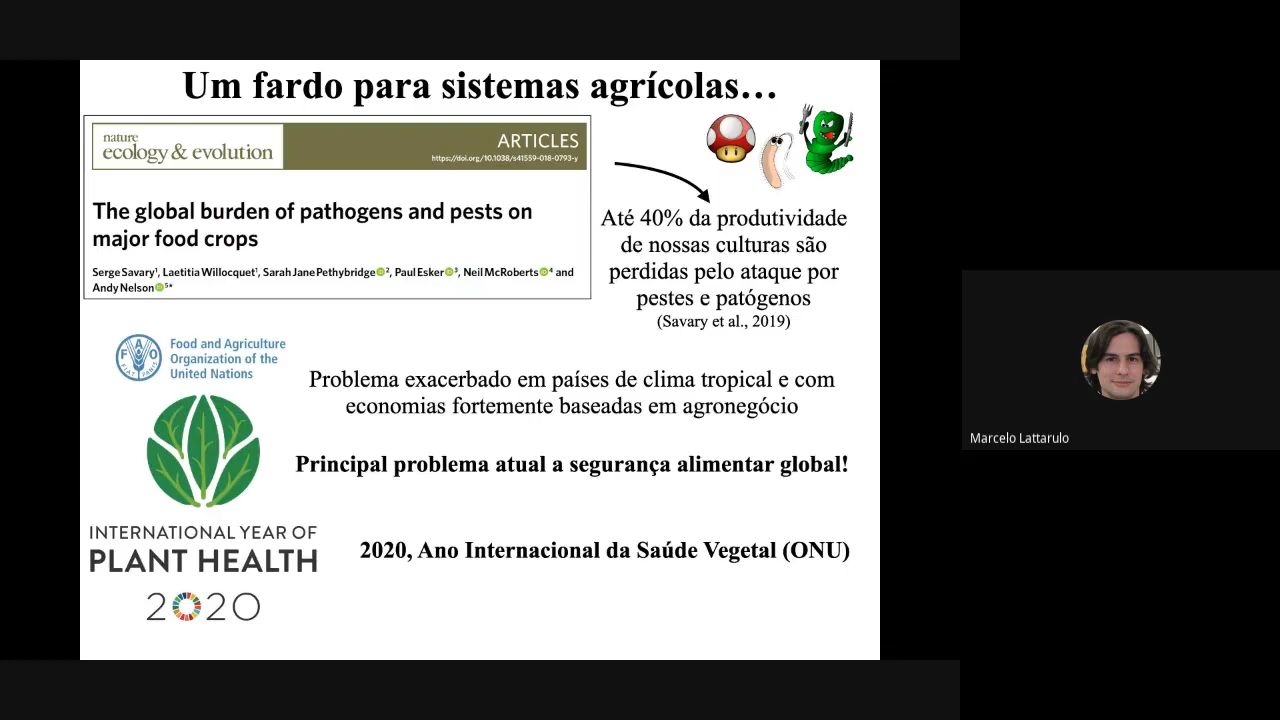 Um fardo para sistemas agrícolas…
nature
ecology & evolution
ARTICLES
https://doi.org/10.1038/s41559-018-0793-y
The global burden of pathogens and pests on
major food crops
Serge Savary¹, Laetitia Willocquet¹, Sarah Jane Pethybridge², Paul Esker³, Neil McRoberts⁴ and
Andy Nelson⁵*
Até 40% da produtividade
de nossas culturas são
perdidas pelo ataque por
pestes e patógenos
(Savary et al., 2019)
FAO
FIAT PANIS
Food and Agriculture
Organization of the
United Nations
Problema exacerbado em países de clima tropical e com
economias fortemente baseadas em agronegócio
Principal problema atual a segurança alimentar global!
INTERNATIONAL YEAR OF
PLANT HEALTH
2020
2020, Ano Internacional da Saúde Vegetal (ONU)
Marcelo Lattarulo